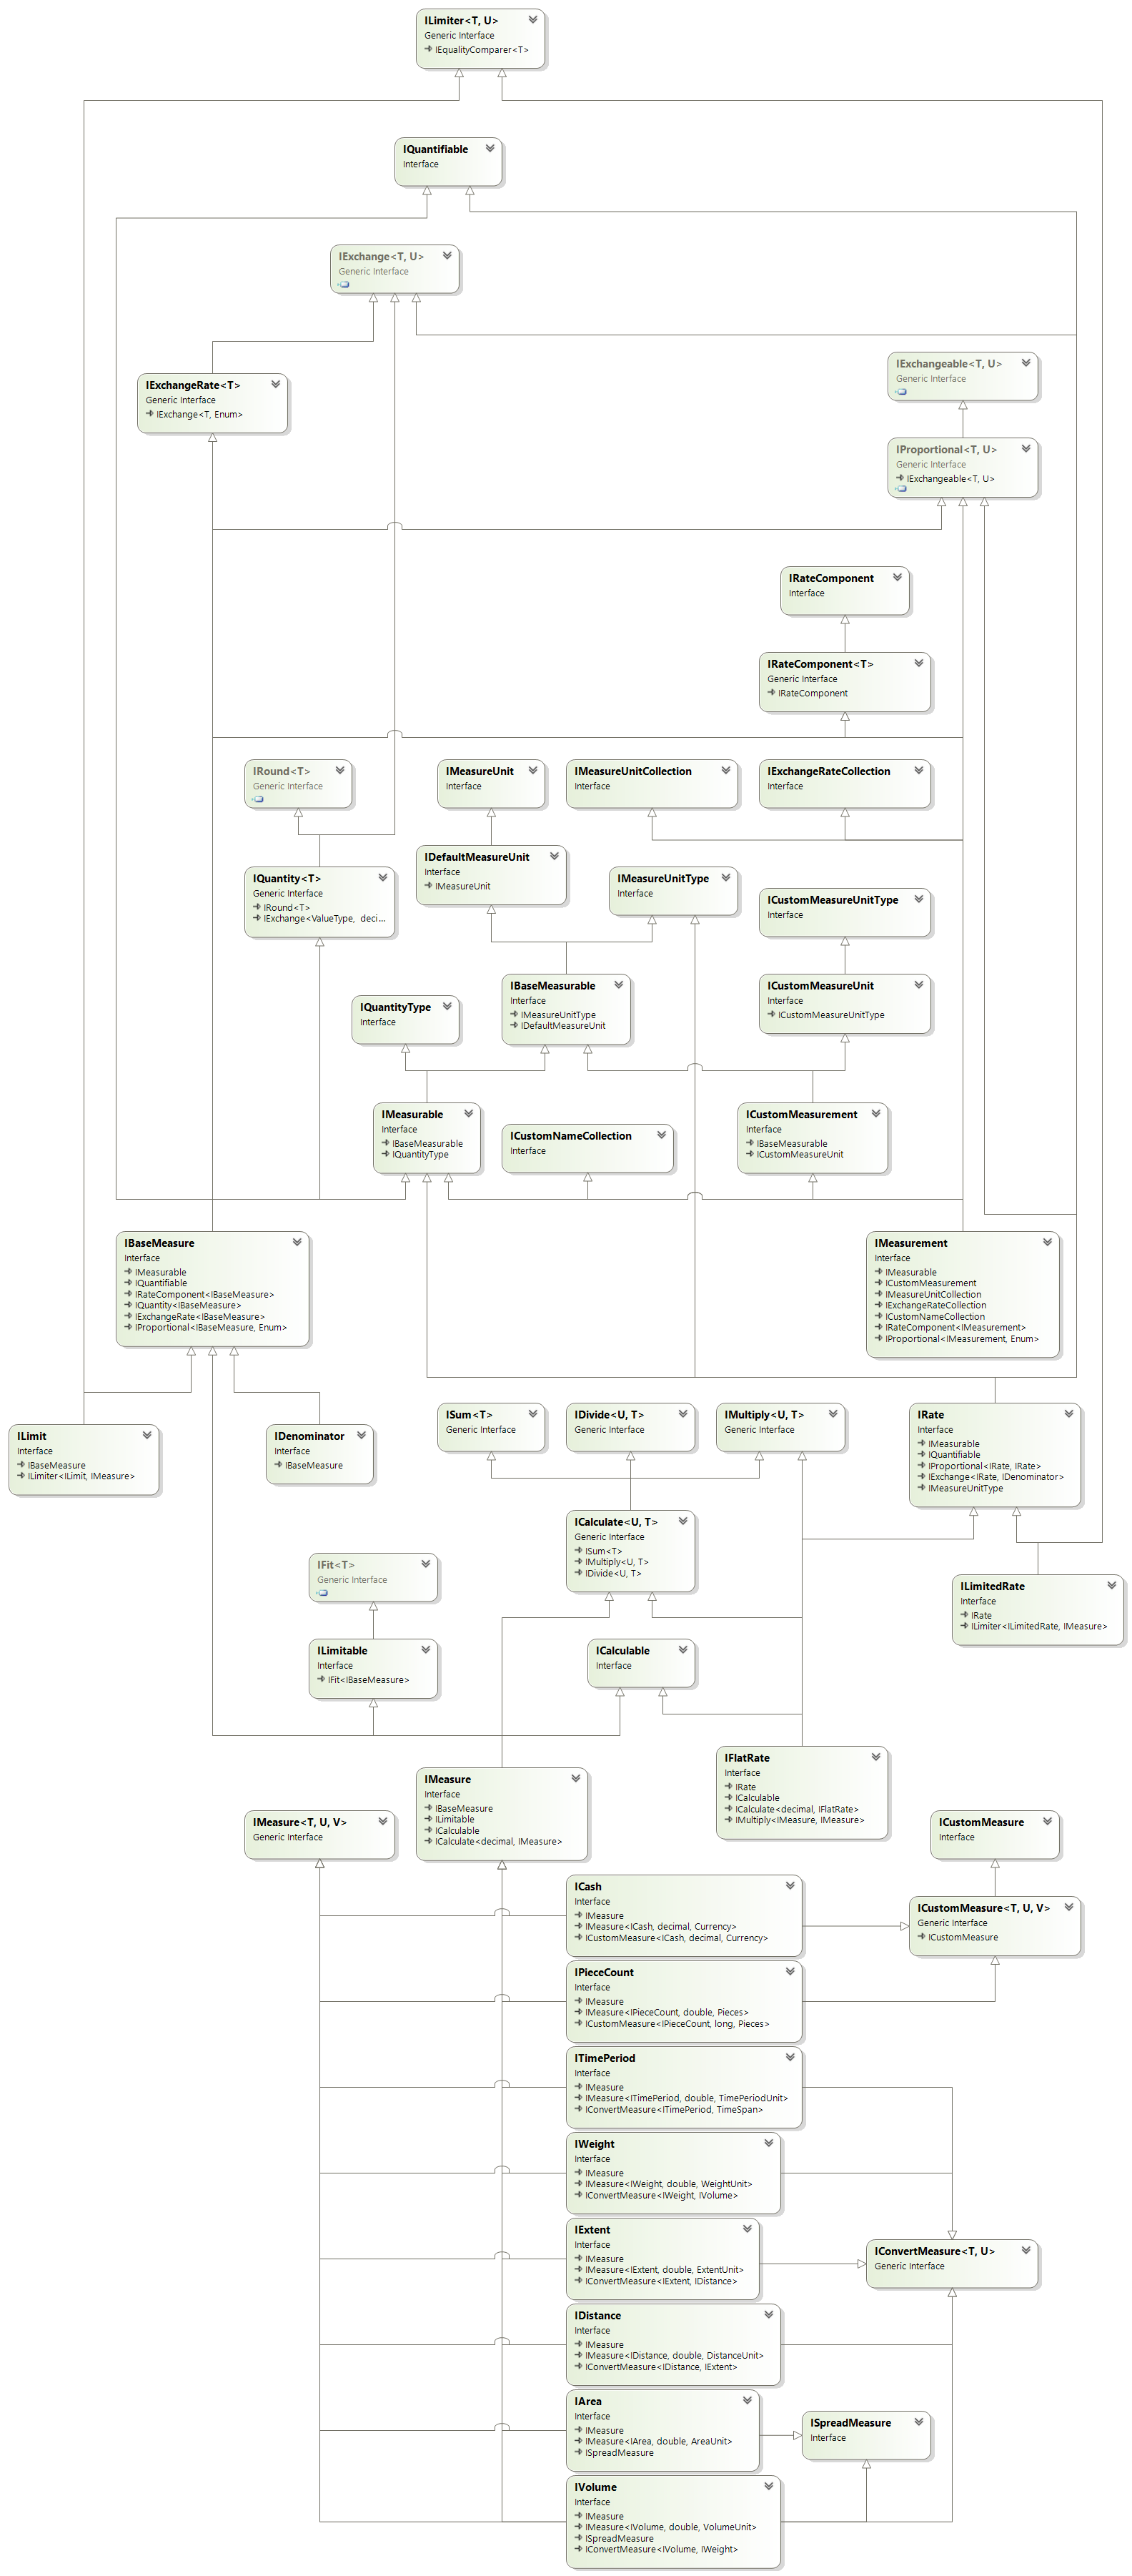 ILimiter<T, U>
Generic Interface
IEqualityComparer<T>
IQuantifiable
Interface
IExchange<T, U>
Generic Interface
IExchangeRate<T>
Generic Interface
IExchange<T, Enum>
IExchangeable<T, U>
Generic Interface
IProportional<T, U>
Generic Interface
IExchangeable<T, U>
IRateComponent
Interface
IRateComponent<T>
Generic Interface
IRateComponent
IRound<T>
Generic Interface
IMeasureUnit
Interface
IMeasureUnitCollection
Interface
IExchangeRateCollection
Interface
IDefaultMeasureUnit
Interface
IMeasureUnit
IQuantity<T>
Generic Interface
IRound<T>
IExchange<ValueType, deci...
IMeasureUnitType
Interface
ICustomMeasureUnitType
Interface
IBaseMeasurable
Interface
IMeasureUnitType
IDefaultMeasureUnit
ICustomMeasureUnit
Interface
ICustomMeasureUnitType
IQuantityType
Interface
IMeasurable
Interface
IBaseMeasurable
IQuantityType
ICustomNameCollection
Interface
ICustomMeasurement
Interface
IBaseMeasurable
ICustomMeasureUnit
IBaseMeasure
Interface
IMeasurable
IQuantifiable
IRateComponent<IBaseMeasure>
IQuantity<IBaseMeasure>
IExchangeRate<IBaseMeasure>
IProportional<IBaseMeasure, Enum>
IMeasurement
Interface
IMeasurable
ICustomMeasurement
IMeasureUnitCollection
IExchangeRateCollection
ICustomNameCollection
IRateComponent<IMeasurement>
IProportional<IMeasurement, Enum>
ILimit
Interface
IBaseMeasure
ILimiter<ILimit, IMeasure>
IDenominator
Interface
IBaseMeasure
ISum<T>
Generic Interface
IDivide<U, T>
Generic Interface
IMultiply<U, T>
Generic Interface
IRate
Interface
IMeasurable
IQuantifiable
IProportional<IRate, IRate>
IExchange<IRate, IDenominator>
IMeasureUnitType
ICalculate<U, T>
Generic Interface
ISum<T>
IMultiply<U, T>
IDivide<U, T>
IFit<T>
Generic Interface
ILimitedRate
Interface
IRate
ILimiter<ILimitedRate, IMeasure>
ILimitable
Interface
IFit<IBaseMeasure>
ICalculable
Interface
IFlatRate
Interface
IRate
ICalculable
ICalculate<decimal, IFlatRate>
IMultiply<IMeasure, IMeasure>
IMeasure
Interface
IBaseMeasure
ILimitable
ICalculable
ICalculate<decimal, IMeasure>
IMeasure<T, U, V>
Generic Interface
ICustomMeasure
Interface
ICash
Interface
IMeasure
IMeasure<ICash, decimal, Currency>
ICustomMeasure<ICash, decimal, Currency>
ICustomMeasure<T, U, V>
Generic Interface
ICustomMeasure
IPieceCount
Interface
IMeasure
IMeasure<IPieceCount, double, Pieces>
ICustomMeasure<IPieceCount, long, Pieces>
ITimePeriod
Interface
IMeasure
IMeasure<ITimePeriod, double, TimePeriodUnit>
IConvertMeasure<ITimePeriod, TimeSpan>
IWeight
Interface
IMeasure
IMeasure<IWeight, double, WeightUnit>
IConvertMeasure<IWeight, IVolume>
IExtent
Interface
IMeasure
IMeasure<IExtent, double, ExtentUnit>
IConvertMeasure<IExtent, IDistance>
IConvertMeasure<T, U>
Generic Interface
IDistance
Interface
IMeasure
IMeasure<IDistance, double, DistanceUnit>
IConvertMeasure<IDistance, IExtent>
IArea
Interface
IMeasure
IMeasure<IArea, double, AreaUnit>
ISpreadMeasure
ISpreadMeasure
Interface
IVolume
Interface
IMeasure
IMeasure<IVolume, double, VolumeUnit>
ISpreadMeasure
IConvertMeasure<IVolume, IWeight>